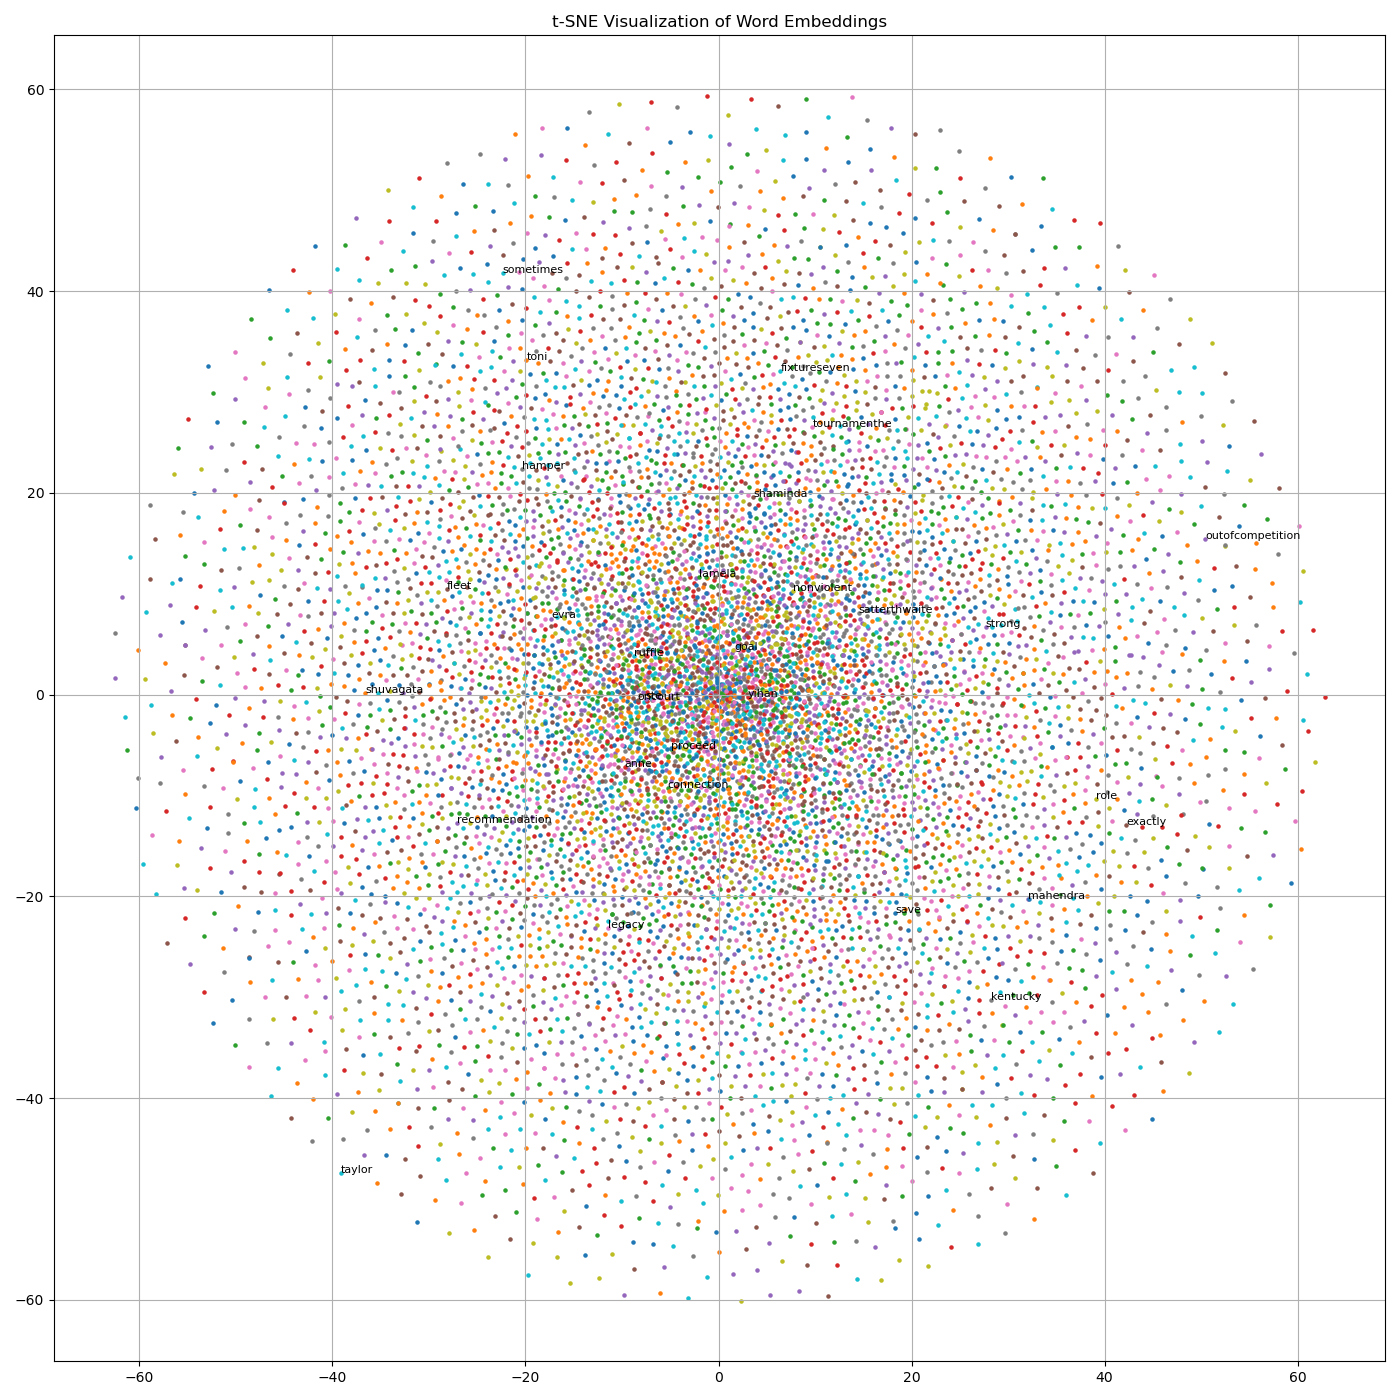 t-SNE Visualization of Word Embeddings
60
sometimes
40
toni
fixtureseven
tournamenthe
hamper
20
shaminda
outofcompetition
lamela
fleet
nonviolent
evra
satterthwaite
strong
goal
ruffle
0
shuvagata
yihan
proceed
anne
connection
role
recommendation
exactly
−20
mahendra
save
legacy
kentucky
−40
taylor
−60
−60
−40
−20
0
20
40
60